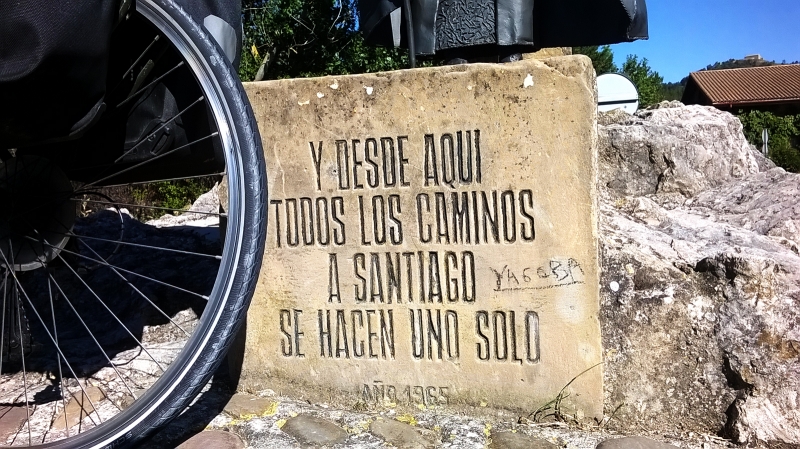 Y DESDE AQUI
TODOS LOS CAMINOS
A SANTIAGO
SE HACEN UNO SOLO
AÑO 1965